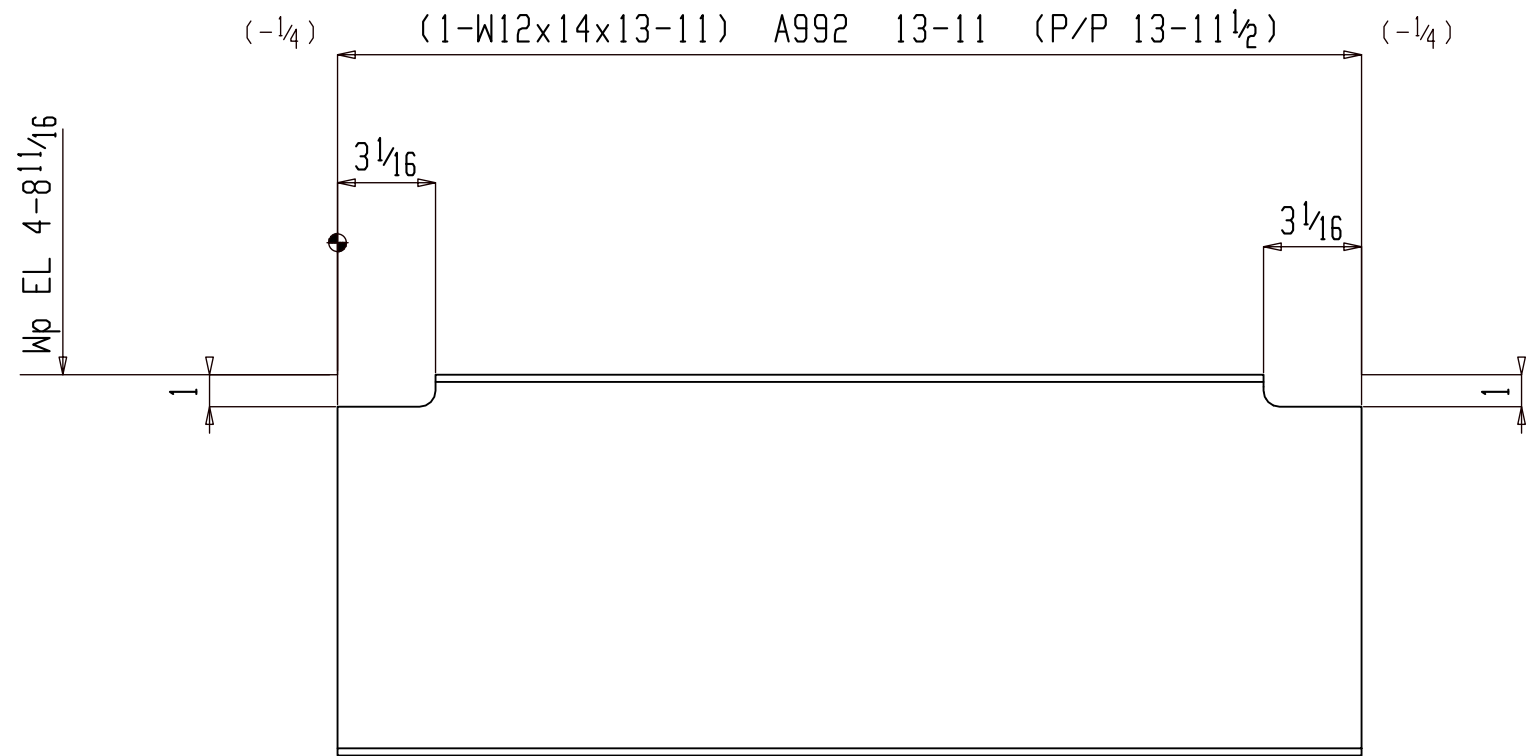 (-1/4) (1-W12x14x13-11) A992 13-11 (P/P 13-11 1/2) (-1/4)
Wp EL 4-8 11/16
3 1/16
3 1/16
1
1